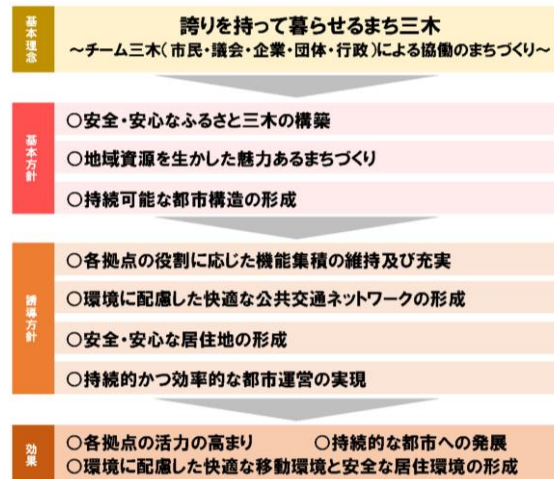 基本理念
誇りを持って暮らせるまち三木
～チーム三木(市民・議会・企業・団体・行政)による協働のまちづくり～
基本方針
○安全・安心なふるさと三木の構築
○地域資源を生かした魅力あるまちづくり
○持続可能な都市構造の形成
誘導方針
○各拠点の役割に応じた機能集積の維持及び充実
○環境に配慮した快適な公共交通ネットワークの形成
○安全・安心な居住地の形成
○持続的かつ効率的な都市運営の実現
効果
○各拠点の活力の高まり ○持続的な都市への発展
○環境に配慮した快適な移動環境と安全な居住環境の形成